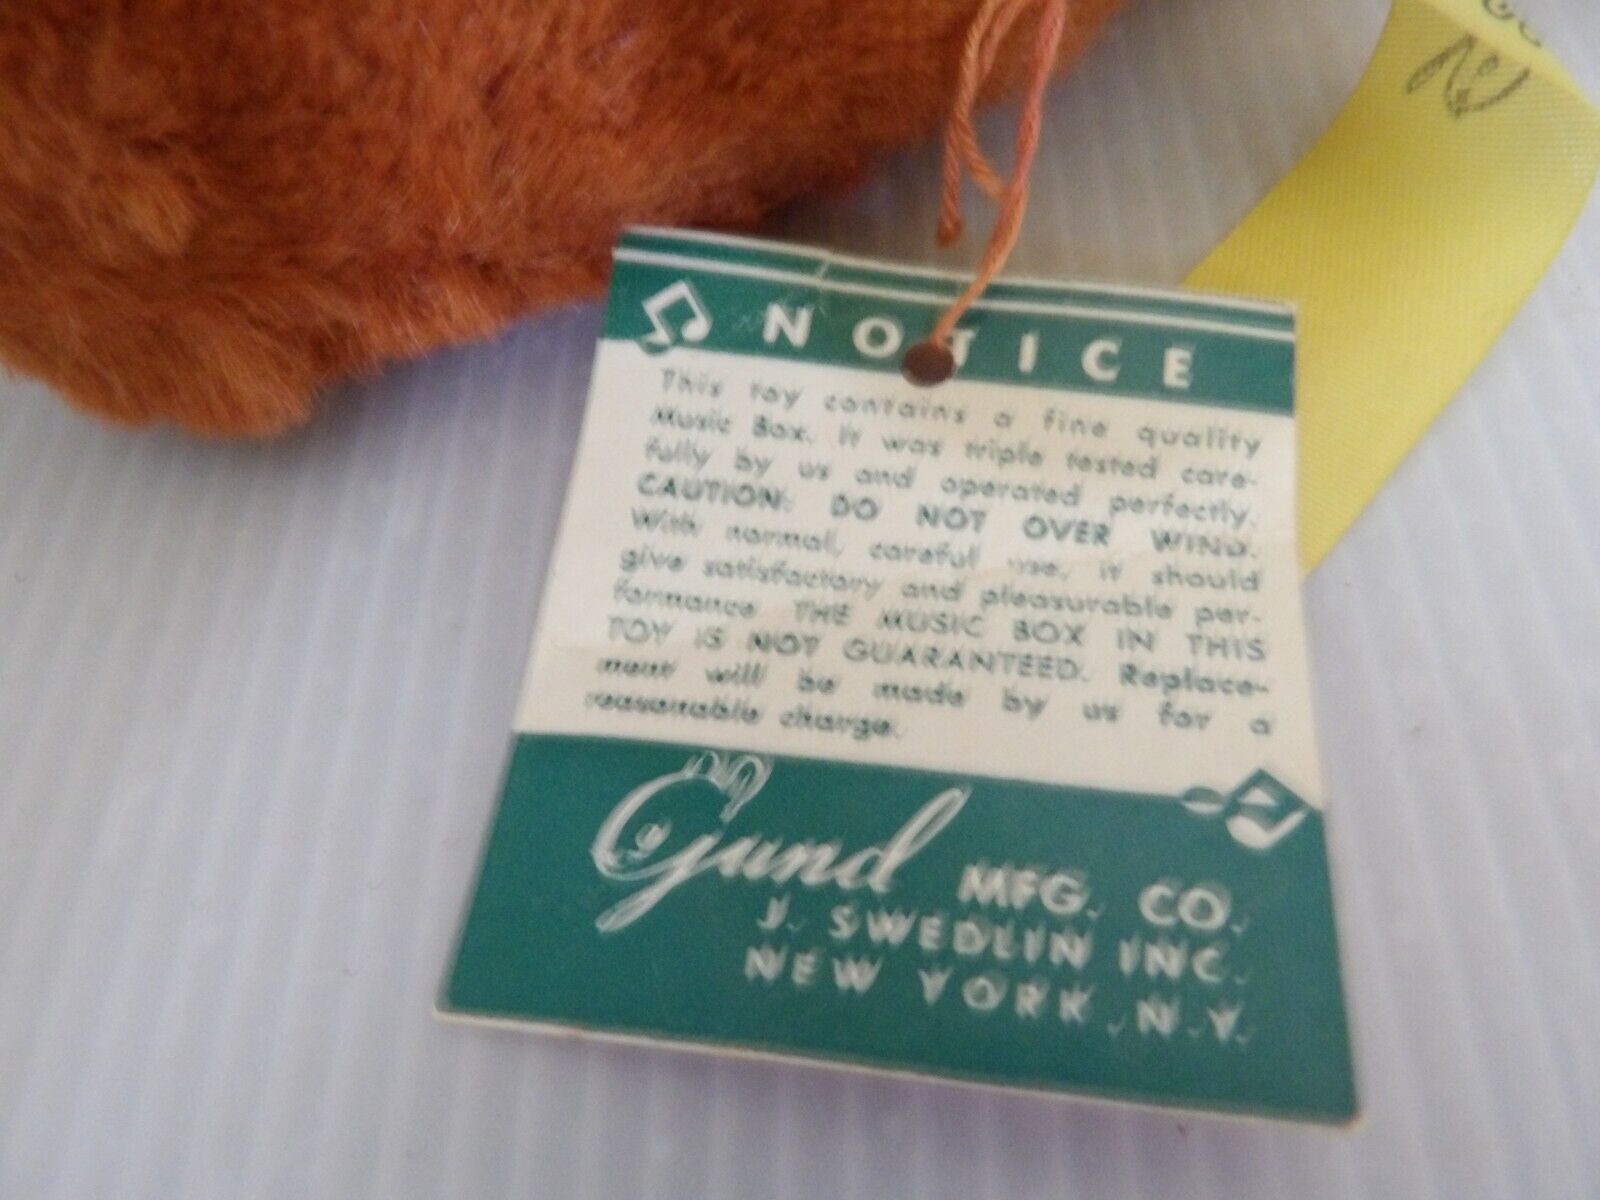 NOTICE
This toy contains a fine quality
Music Box. It was triple tested care-
fully by us and operated perfectly.
CAUTION: DO NOT OVER WIND.
With normal, careful use, it should
give satisfactory and pleasurable per-
formance THE MUSIC BOX IN THIS
TOY IS NOT GUARANTEED. Replace-
ment will be made by us for a
reasonable charge.
Gund MFG. CO.
J. SWEDLIN INC.
NEW YORK, N.Y.